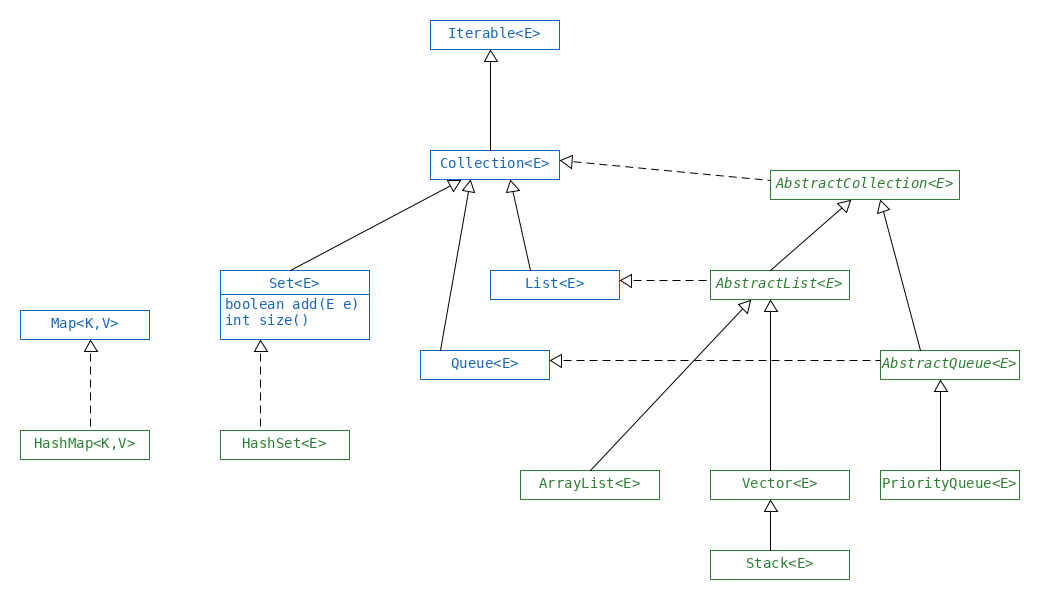 Iterable<E>
Collection<E>
AbstractCollection<E>
Set<E>
boolean add(E e)
int size()
List<E>
AbstractList<E>
Map<K,V>
Queue<E>
AbstractQueue<E>
HashMap<K,V>
HashSet<E>
ArrayList<E>
Vector<E>
PriorityQueue<E>
Stack<E>